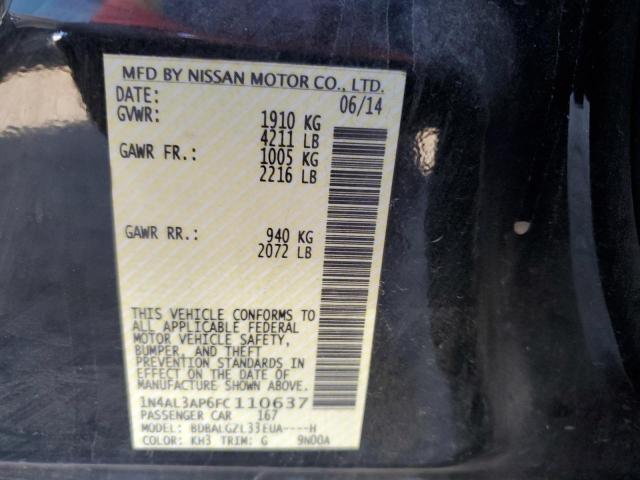 MFD BY NISSAN MOTOR CO., LTD.
DATE: 06/14
GVWR: 1910 KG
4211 LB
GAWR FR.: 1005 KG
2216 LB
GAWR RR.: 940 KG
2072 LB
THIS VEHICLE CONFORMS TO
ALL APPLICABLE FEDERAL
MOTOR VEHICLE SAFETY,
BUMPER, AND THEFT
PREVENTION STANDARDS IN
EFFECT ON THE DATE OF
MANUFACTURE SHOWN ABOVE.
1N4AL3AP6FC110637
PASSENGER CAR 167
MODEL: BDBALGZL33EUA----H
COLOR: KH3 TRIM: G 9N00A